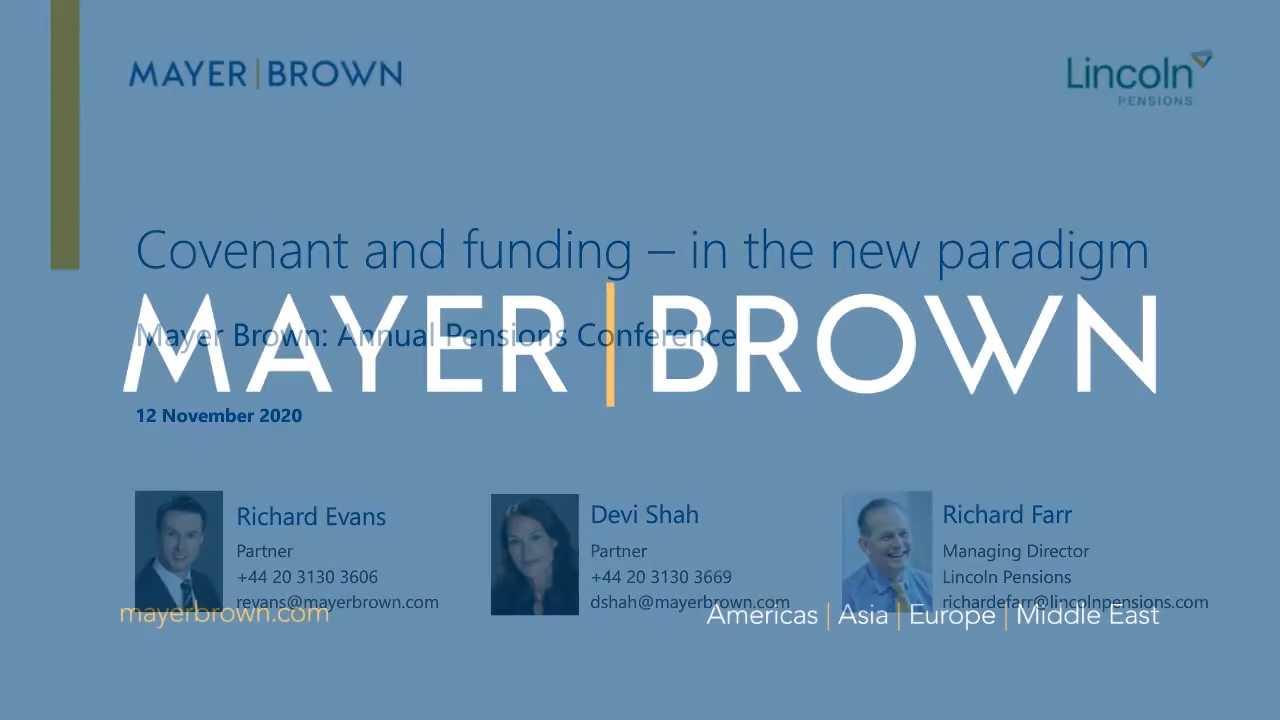 MAYER | BROWN
Lincoln
PENSIONS
Covenant and funding – in the new paradigm
MAYER | BROWN
Mayer Brown: Annual Pensions Conference
12 November 2020
Richard Evans
Partner
+44 20 3130 3606
revans@mayerbrown.com
Devi Shah
Partner
+44 20 3130 3669
dshah@mayerbrown.com
Richard Farr
Managing Director
Lincoln Pensions
richardefarr@lincolnpensions.com
mayerbrown.com
Americas | Asia | Europe | Middle East